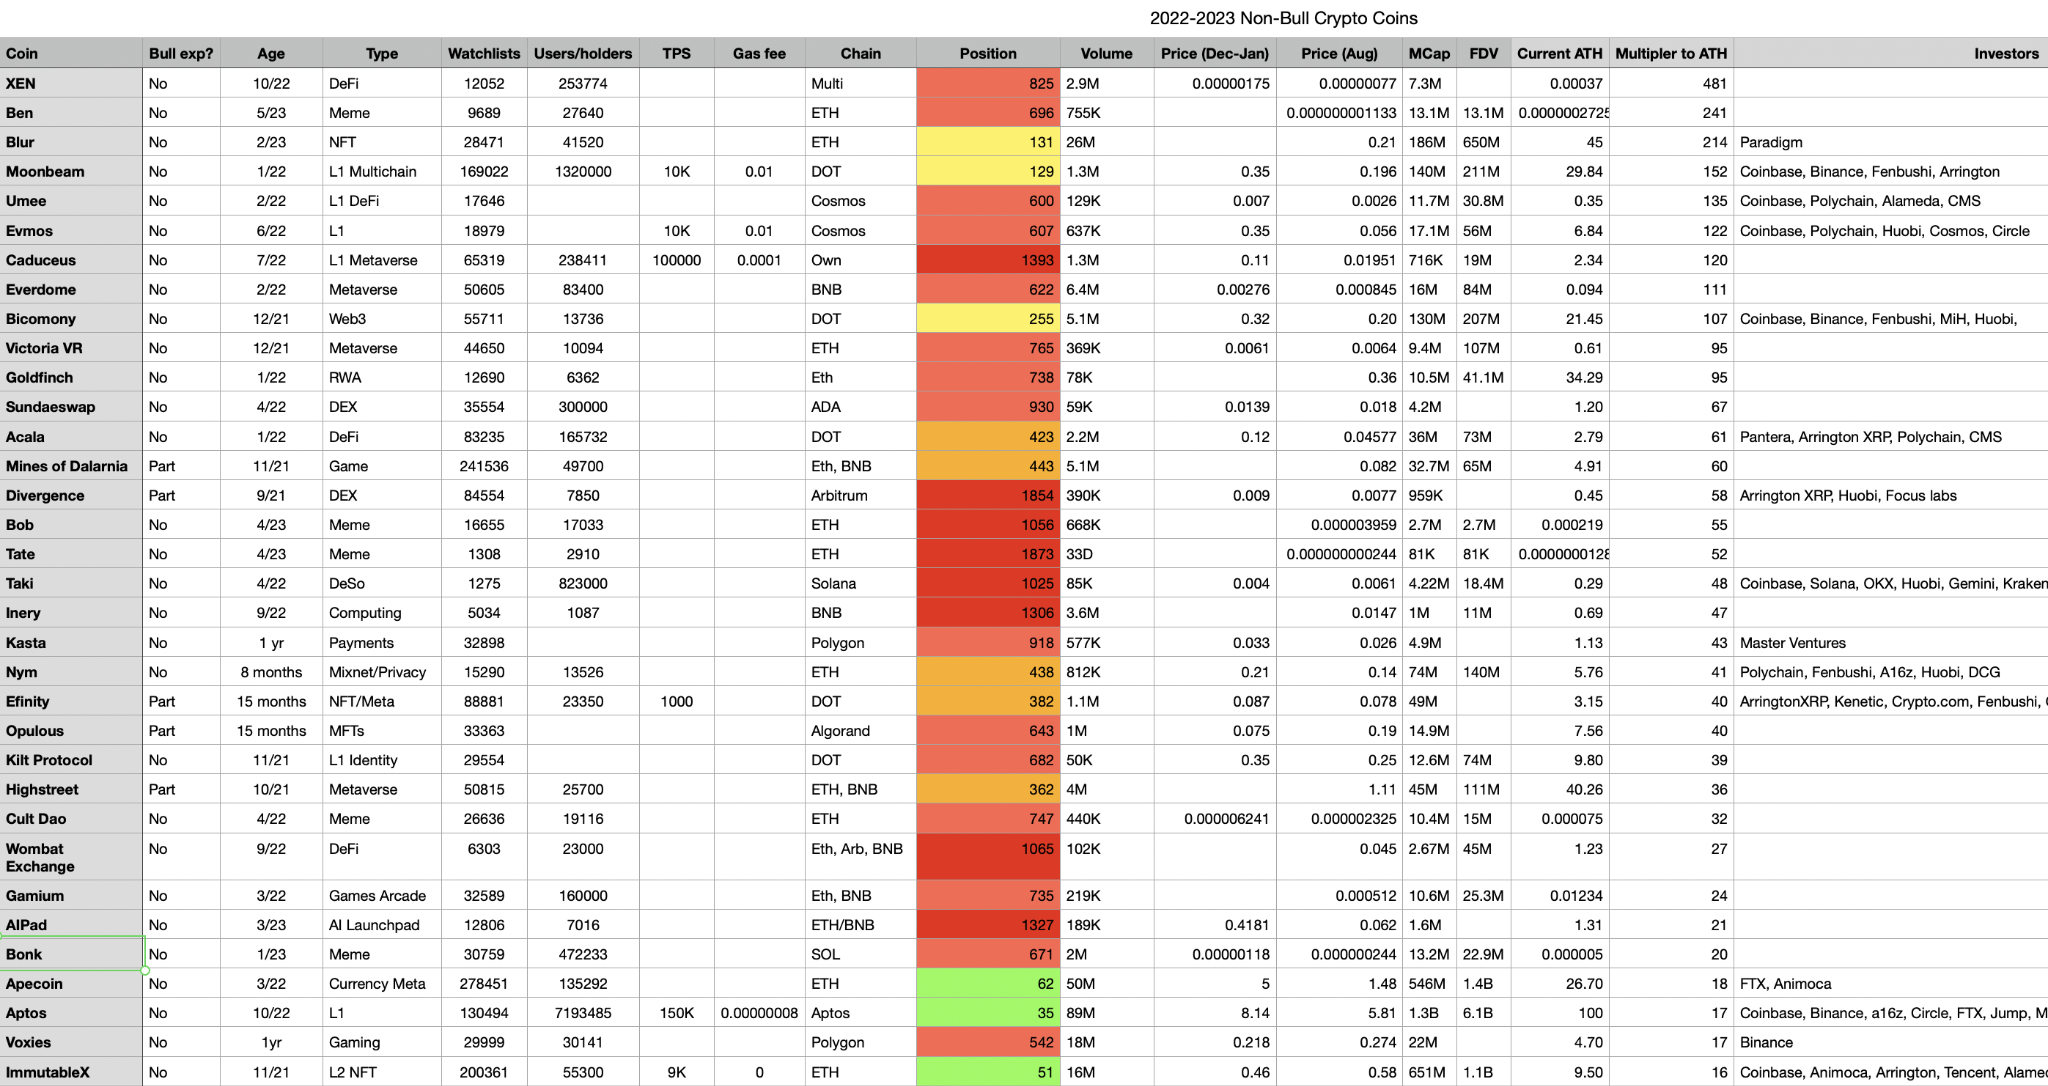 2022-2023 Non-Bull Crypto Coins
Coin Bull exp? Age Type Watchlists Users/holders TPS Gas fee Chain Position Volume Price (Dec-Jan) Price (Aug) MCap FDV Current ATH Multipler to ATH Investors
XEN No 10/22 DeFi 12052 253774 Multi 825 2.9M 0.00000175 0.00000077 7.3M 0.00037 481
Ben No 5/23 Meme 9689 27640 ETH 696 755K 0.000000001133 13.1M 13.1M 0.0000002725 241
Blur No 2/23 NFT 28471 41520 ETH 131 26M 0.21 186M 650M 45 214 Paradigm
Moonbeam No 1/22 L1 Multichain 169022 1320000 10K 0.01 DOT 129 1.3M 0.35 0.196 140M 211M 29.84 152 Coinbase, Binance, Fenbushi, Arrington
Umee No 2/22 L1 DeFi 17646 Cosmos 600 129K 0.007 0.0026 11.7M 30.8M 0.35 135 Coinbase, Polychain, Alameda, CMS
Evmos No 6/22 L1 18979 10K 0.01 Cosmos 607 637K 0.35 0.056 17.1M 56M 6.84 122 Coinbase, Polychain, Huobi, Cosmos, Circle
Caduceus No 7/22 L1 Metaverse 65319 238411 100000 0.0001 Own 1393 1.3M 0.11 0.01951 716K 19M 2.34 120
Everdome No 2/22 Metaverse 50605 83400 BNB 622 6.4M 0.00276 0.000845 16M 84M 0.094 111
Bicomony No 12/21 Web3 55711 13736 DOT 255 5.1M 0.32 0.20 130M 207M 21.45 107 Coinbase, Binance, Fenbushi, MiH, Huobi,
Victoria VR No 12/21 Metaverse 44650 10094 ETH 765 369K 0.0061 0.0064 9.4M 107M 0.61 95
Goldfinch No 1/22 RWA 12690 6362 Eth 738 78K 0.36 10.5M 41.1M 34.29 95
Sundaeswap No 4/22 DEX 35554 300000 ADA 930 59K 0.0139 0.018 4.2M 1.20 67
Acala No 1/22 DeFi 83235 165732 DOT 423 2.2M 0.12 0.04577 36M 73M 2.79 61 Pantera, Arrington XRP, Polychain, CMS
Mines of Dalarnia Part 11/21 Game 241536 49700 Eth, BNB 443 5.1M 0.082 32.7M 65M 4.91 60
Divergence Part 9/21 DEX 84554 7850 Arbitrum 1854 390K 0.009 0.0077 959K 0.45 58 Arrington XRP, Huobi, Focus labs
Bob No 4/23 Meme 16655 17033 ETH 1056 668K 0.000003959 2.7M 2.7M 0.000219 55
Tate No 4/23 Meme 1308 2910 ETH 1873 33D 0.000000000244 81K 81K 0.0000000128 52
Taki No 4/22 DeSo 1275 823000 Solana 1025 85K 0.004 0.0061 4.22M 18.4M 0.29 48 Coinbase, Solana, OKX, Huobi, Gemini, Kraken
Inery No 9/22 Computing 5034 1087 BNB 1306 3.6M 0.0147 1M 11M 0.69 47
Kasta No 1 yr Payments 32898 Polygon 918 577K 0.033 0.026 4.9M 1.13 43 Master Ventures
Nym No 8 months Mixnet/Privacy 15290 13526 ETH 438 812K 0.21 0.14 74M 140M 5.76 41 Polychain, Fenbushi, A16z, Huobi, DCG
Efinity Part 15 months NFT/Meta 88881 23350 1000 DOT 382 1.1M 0.087 0.078 49M 3.15 40 ArringtonXRP, Kenetic, Crypto.com, Fenbushi,
Opulous Part 15 months MFTs 33363 Algorand 643 1M 0.075 0.19 14.9M 7.56 40
Kilt Protocol No 11/21 L1 Identity 29554 DOT 682 50K 0.35 0.25 12.6M 74M 9.80 39
Highstreet Part 10/21 Metaverse 50815 25700 ETH, BNB 362 4M 1.11 45M 111M 40.26 36
Cult Dao No 4/22 Meme 26636 19116 ETH 747 440K 0.000006241 0.000002325 10.4M 15M 0.000075 32
Wombat No 9/22 DeFi 6303 23000 Eth, Arb, BNB 1065 102K 0.045 2.67M 45M 1.23 27
Exchange
Gamium No 3/22 Games Arcade 32589 160000 Eth, BNB 735 219K 0.000512 10.6M 25.3M 0.01234 24
AIPad No 3/23 AI Launchpad 12806 7016 ETH/BNB 1327 189K 0.4181 0.062 1.6M 1.31 21
Bonk No 1/23 Meme 30759 472233 SOL 671 2M 0.00000118 0.000000244 13.2M 22.9M 0.000005 20
Apecoin No 3/22 Currency Meta 278451 135292 ETH 62 50M 5 1.48 546M 1.4B 26.70 18 FTX, Animoca
Aptos No 10/22 L1 130494 7193485 150K 0.00000008 Aptos 35 89M 8.14 5.81 1.3B 6.1B 100 17 Coinbase, Binance, a16z, Circle, FTX, Jump, M
Voxies No 1yr Gaming 29999 30141 Polygon 542 18M 0.218 0.274 22M 4.70 17 Binance
ImmutableX No 11/21 L2 NFT 200361 55300 9K 0 ETH 51 16M 0.46 0.58 651M 1.1B 9.50 16 Coinbase, Animoca, Arrington, Tencent, Alame